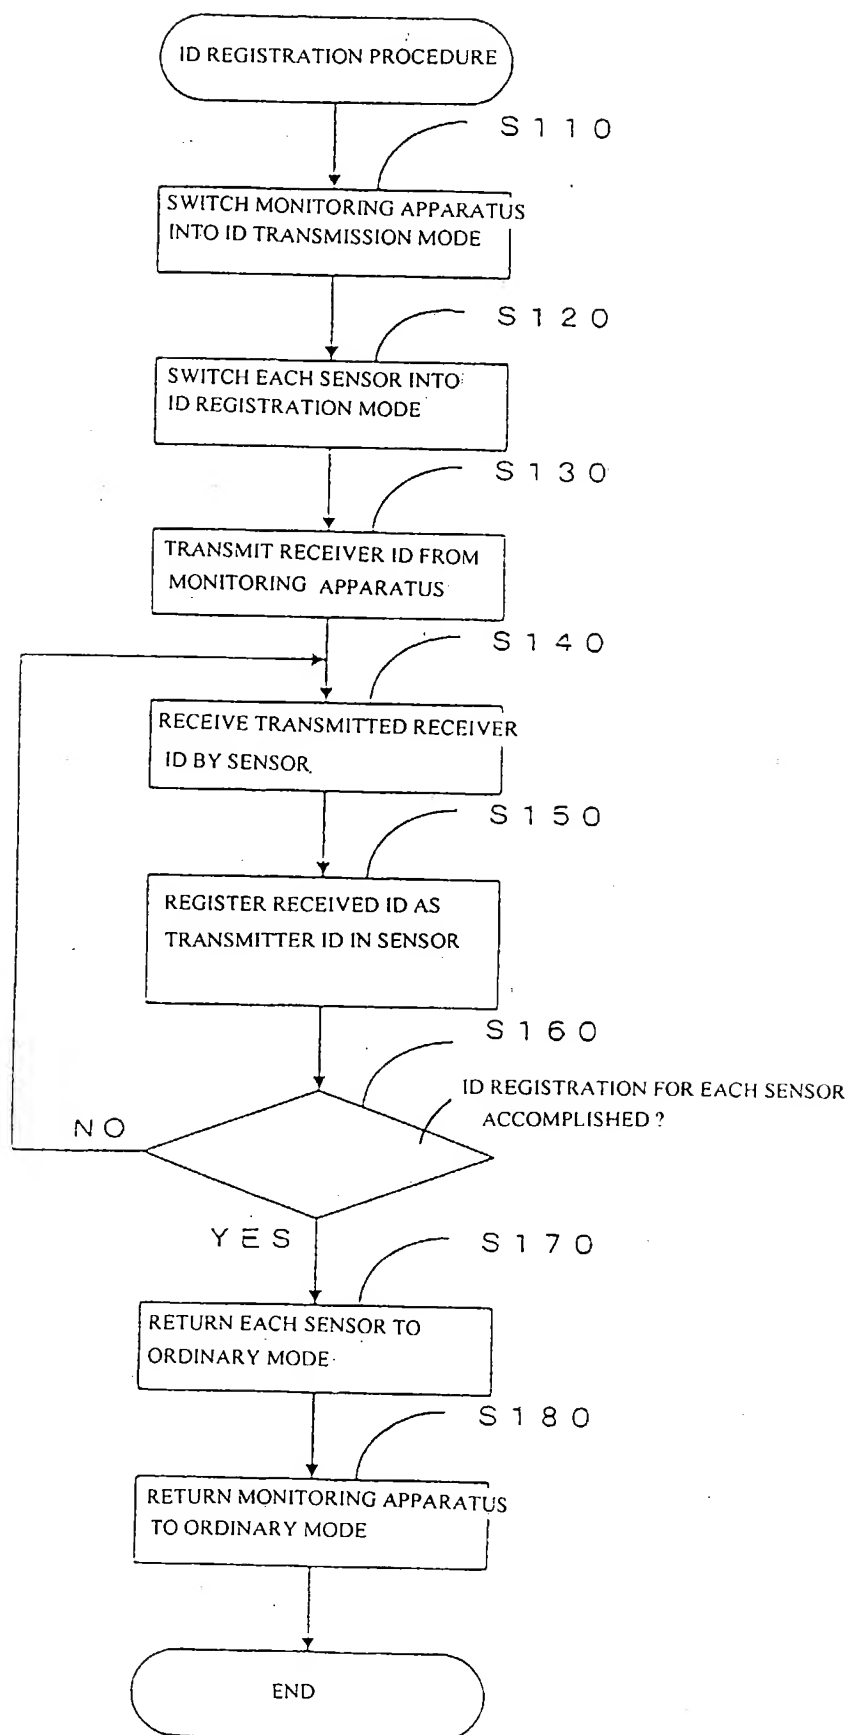 ID REGISTRATION PROCEDURE
S110
SWITCH MONITORING APPARATUS
INTO ID TRANSMISSION MODE
S120
SWITCH EACH SENSOR INTO
ID REGISTRATION MODE
S130
TRANSMIT RECEIVER ID FROM
MONITORING APPARATUS
S140
RECEIVE TRANSMITTED RECEIVER
ID BY SENSOR
S150
REGISTER RECEIVED ID AS
TRANSMITTER ID IN SENSOR
S160
ID REGISTRATION FOR EACH SENSOR
ACCOMPLISHED ?
NO
YES
S170
RETURN EACH SENSOR TO
ORDINARY MODE
S180
RETURN MONITORING APPARATUS
TO ORDINARY MODE
END